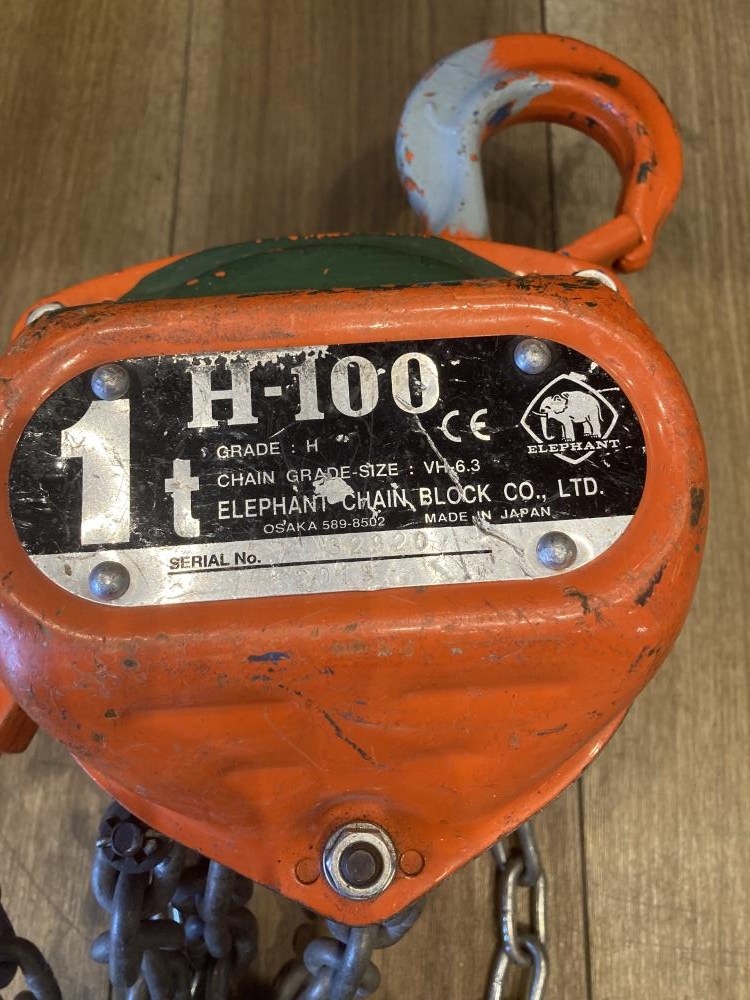 H-100
CE
1t
GRADE : H
CHAIN GRADE-SIZE : VH-6.3
ELEPHANT
ELEPHANT CHAIN BLOCK CO., LTD.
OSAKA 589-8502 MADE IN JAPAN
SERIAL No.